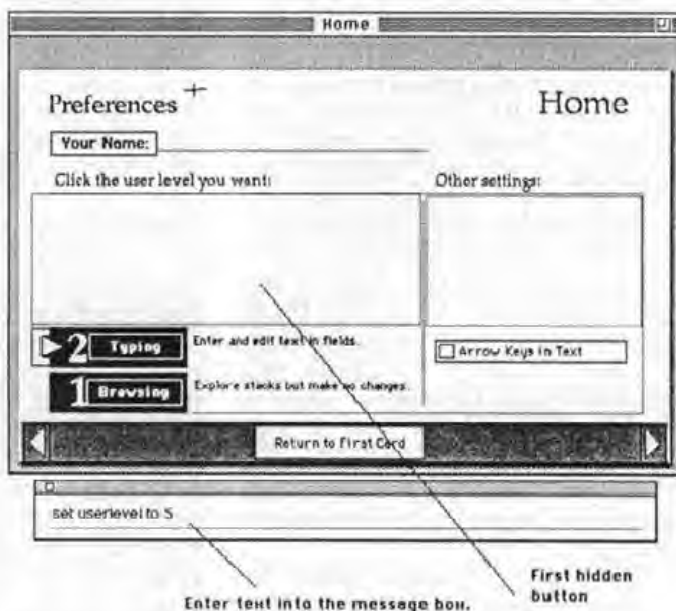 Home
Preferences
Home
Your Name:
Click the user level you want:
Other settings:
2 Typing
Enter and edit text in fields.
Arrow Keys in Text
1 Browsing
Explore stacks but make no changes.
Return to First Card
set userlevel to 5
Enter text into the message box.
First hidden
button